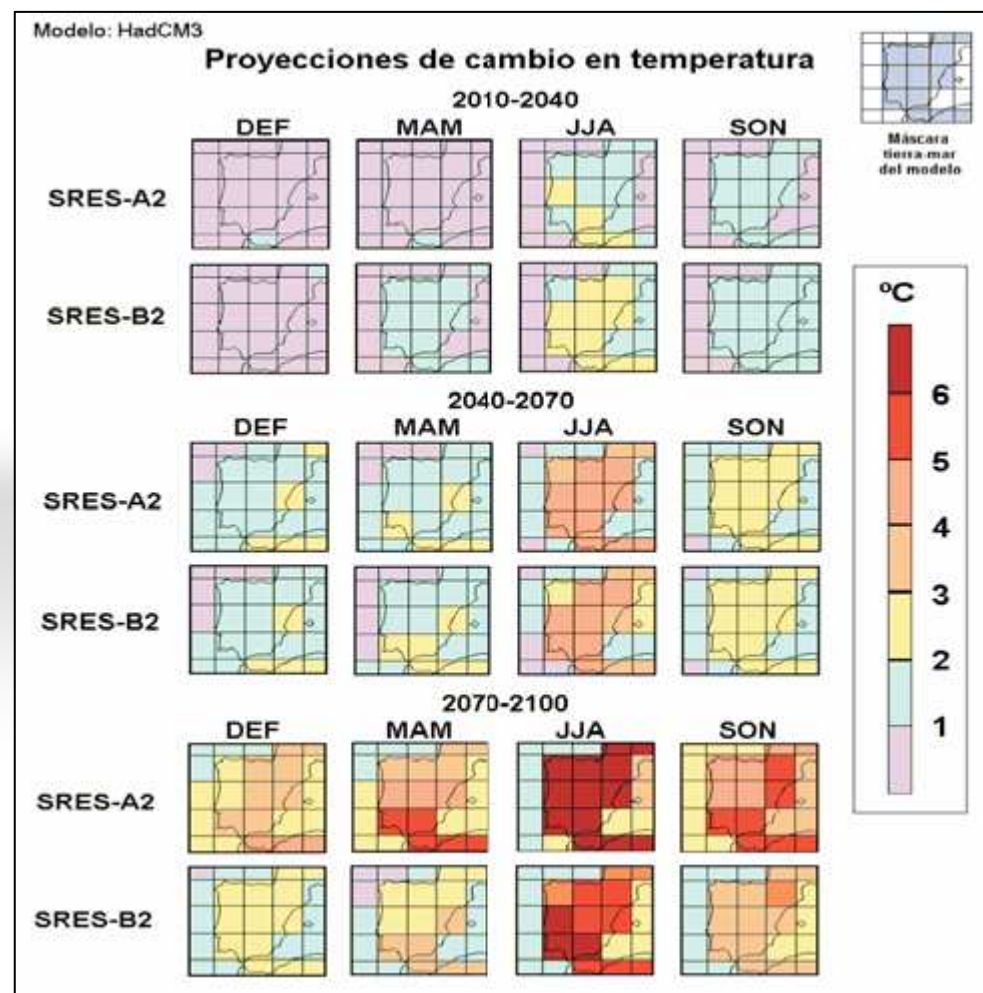 Modelo: HadCM3
Proyecciones de cambio en temperatura
Máscara
tierra-mar
del modelo
2010-2040
DEF MAM JJA SON
SRES-A2
SRES-B2
2040-2070
DEF MAM JJA SON
SRES-A2
SRES-B2
2070-2100
DEF MAM JJA SON
SRES-A2
SRES-B2
ºC
6
5
4
3
2
1